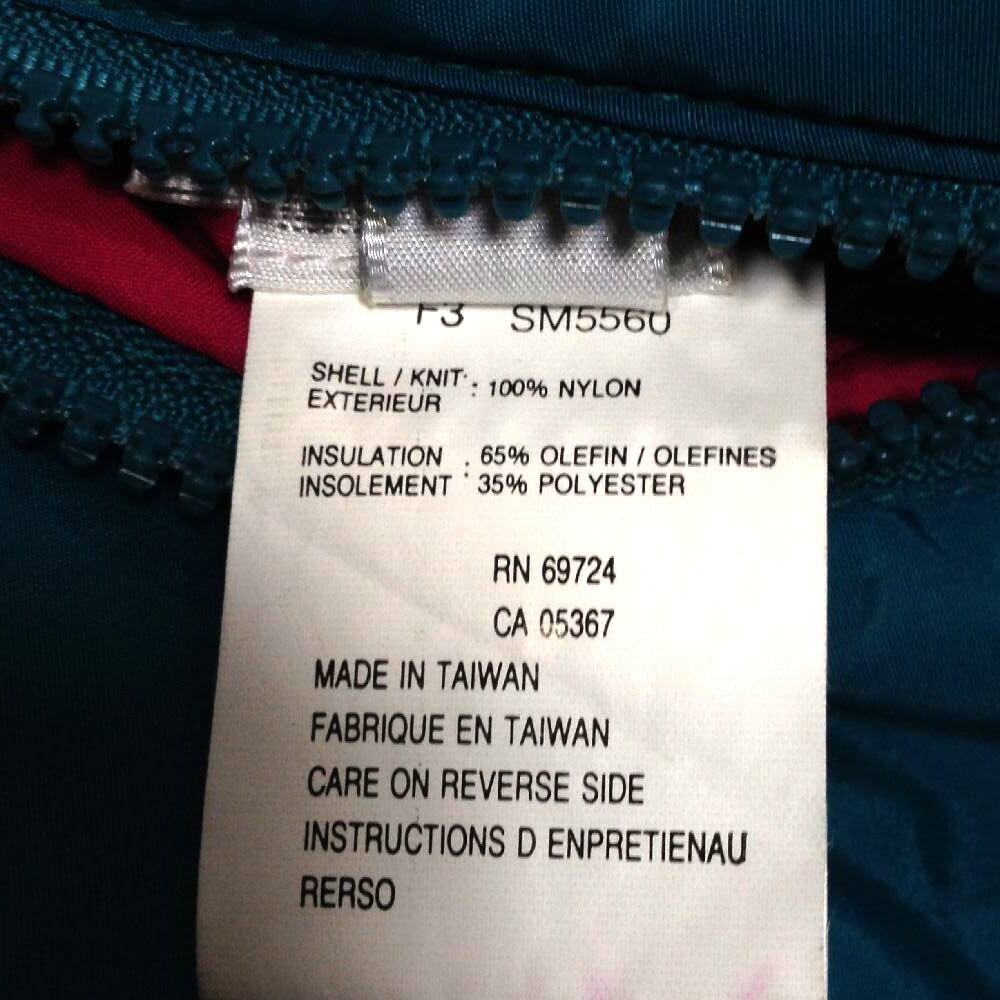 F3 SM5560
SHELL / KNIT : 100% NYLON
EXTERIEUR
INSULATION : 65% OLEFIN / OLEFINES
INSOLEMENT 35% POLYESTER
RN 69724
CA 05367
MADE IN TAIWAN
FABRIQUE EN TAIWAN
CARE ON REVERSE SIDE
INSTRUCTIONS D ENPRETIENAU
RERSO